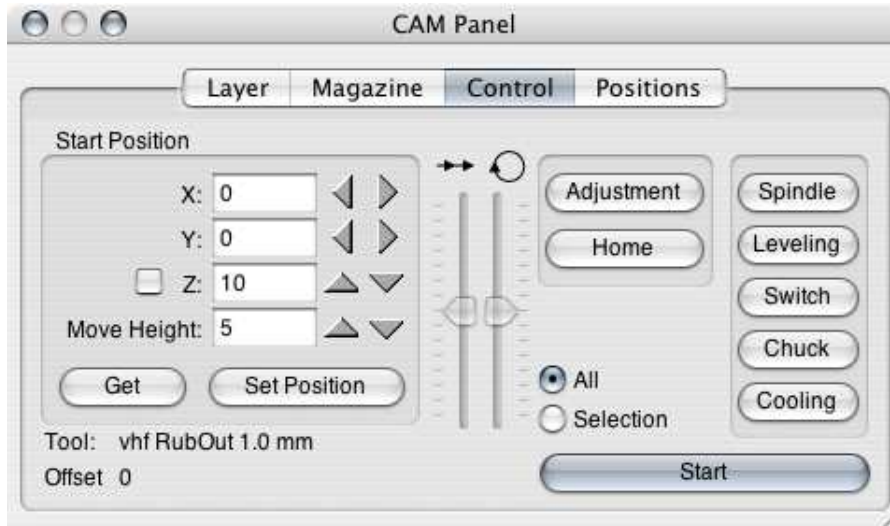 CAM Panel
Layer Magazine Control Positions
Start Position
X: 0
Y: 0
Z: 10
Move Height: 5
Get Set Position
Tool: vhf RubOut 1.0 mm
Offset 0
Adjustment
Home
All
Selection
Spindle
Leveling
Switch
Chuck
Cooling
Start